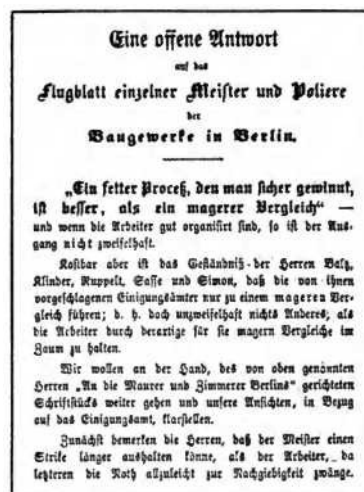 Eine offene Antwort
auf das
Flugblatt einzelner Meister und Poliere
der
Baugewerke in Berlin.
„Ein fetter Proceß, den man sicher gewinnt,
ist besser, als ein magerer Vergleich“ —
und wenn die Arbeiter gut organisirt sind, so ist der Aus-
gang nicht zweifelhaft.
Kostbar aber ist das Geständniß der Herren Baltz,
Klinder, Ruppelt, Sasse und Simon, daß die von ihnen
vorgeschlagenen Einigungsämter nur zu einem mageren Ver-
gleich führen; d. h. doch unzweifelhaft nichts Anderes; als
die Arbeiter durch derartige für sie magern Vergleiche im
Zaum zu halten.
Wir wollen an der Hand, des von oben genannten
Herren „An die Maurer und Zimmerer Berlins“ gerichteten
Schriftstücks weiter gehen und unsere Ansichten, in Bezug
auf das Einigungsamt, klarstellen.
Zunächst bemerken die Herren, daß der Meister einen
Strike länger aushalten könne, als der Arbeiter, da
letzteren die Noth allzuleicht zur Nachgiebigkeit zwänge.